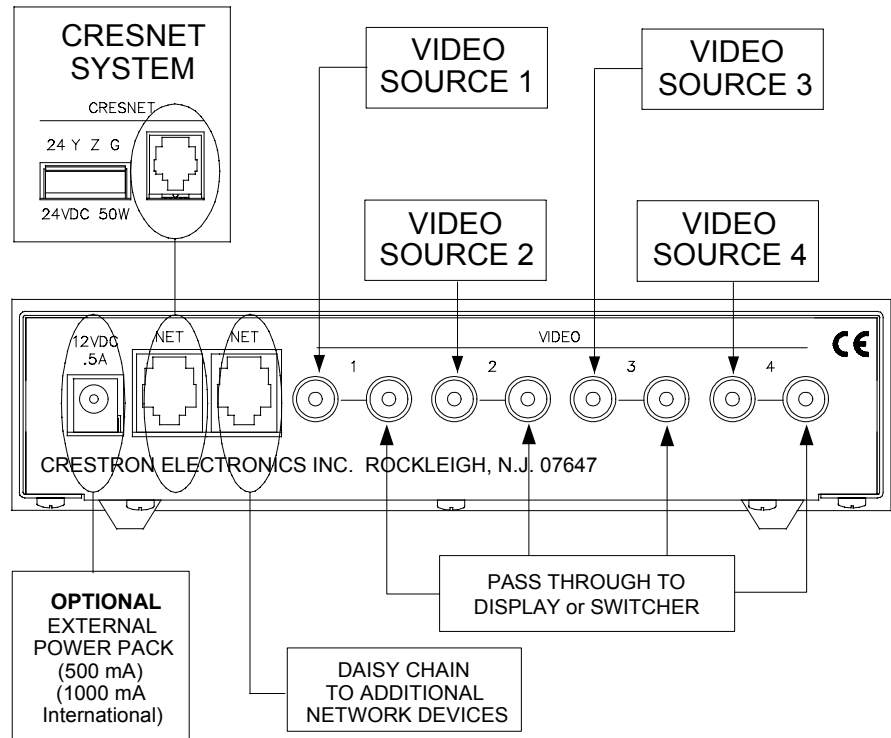 CRESNET
SYSTEM
CRESNET
24 Y Z G
24VDC 50W
VIDEO
SOURCE 1
VIDEO
SOURCE 3
VIDEO
SOURCE 2
VIDEO
SOURCE 4
12VDC
.5A
NET
NET
VIDEO
CE
1
2
3
4
CRESTRON ELECTRONICS INC. ROCKLEIGH, N.J. 07647
OPTIONAL
EXTERNAL
POWER PACK
(500 mA)
(1000 mA
International)
DAISY CHAIN
TO ADDITIONAL
NETWORK DEVICES
PASS THROUGH TO
DISPLAY or SWITCHER